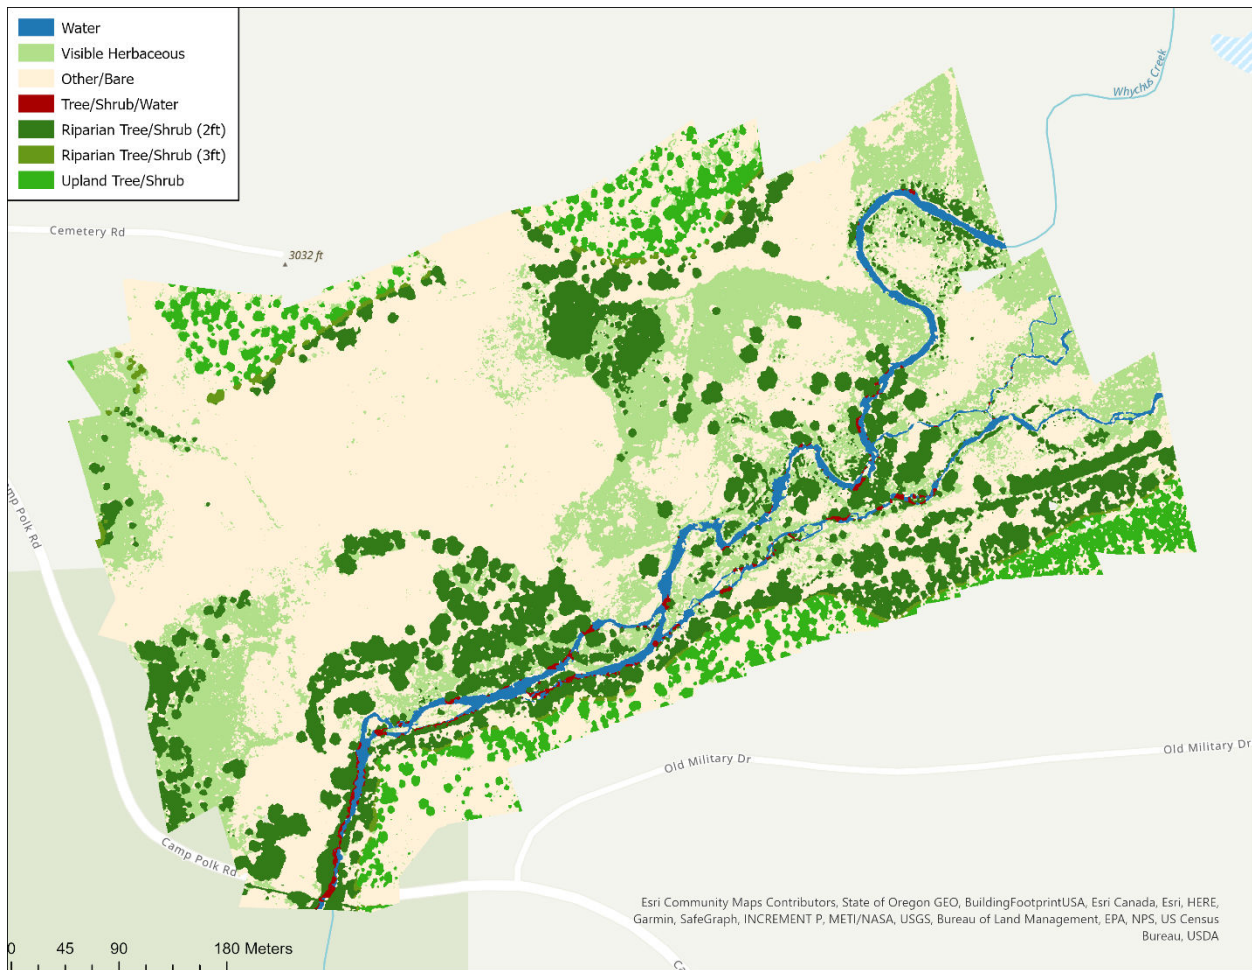 Water
Visible Herbaceous
Other/Bare
Tree/Shrub/Water
Riparian Tree/Shrub (2ft)
Riparian Tree/Shrub (3ft)
Upland Tree/Shrub
Whychus Creek
Cemetery Rd
3032 ft
mp Polk Rd
Old Military Dr
Old Military Dr
Camp Polk Rd
Esri Community Maps Contributors, State of Oregon GEO, BuildingFootprintUSA, Esri Canada, Esri, HERE,
Garmin, SafeGraph, INCREMENT P, METI/NASA, USGS, Bureau of Land Management, EPA, NPS, US Census
Bureau, USDA
0 45 90 180 Meters
Ca